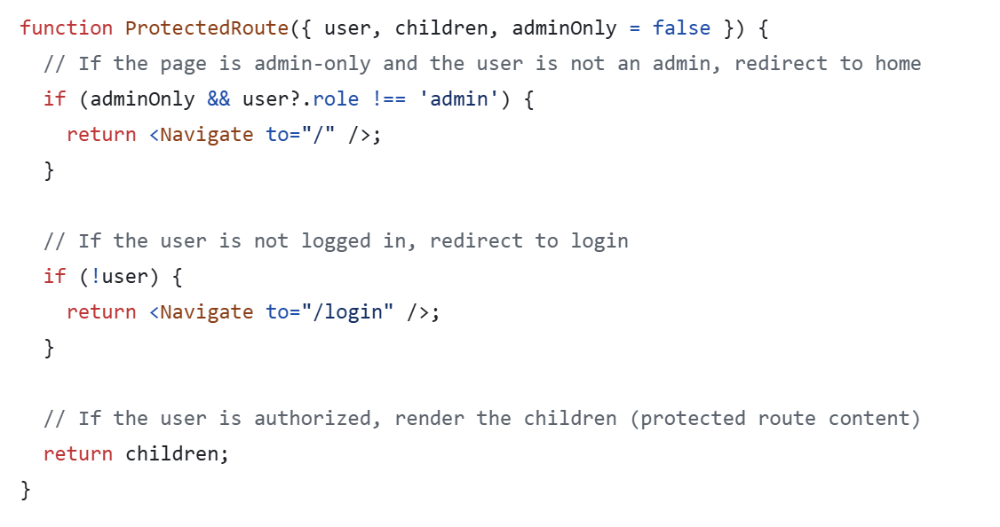 function ProtectedRoute({ user, children, adminOnly = false }) {
  // If the page is admin-only and the user is not an admin, redirect to home
  if (adminOnly && user?.role !== 'admin') {
    return <Navigate to="/" />;
  }

  // If the user is not logged in, redirect to login
  if (!user) {
    return <Navigate to="/login" />;
  }

  // If the user is authorized, render the children (protected route content)
  return children;
}